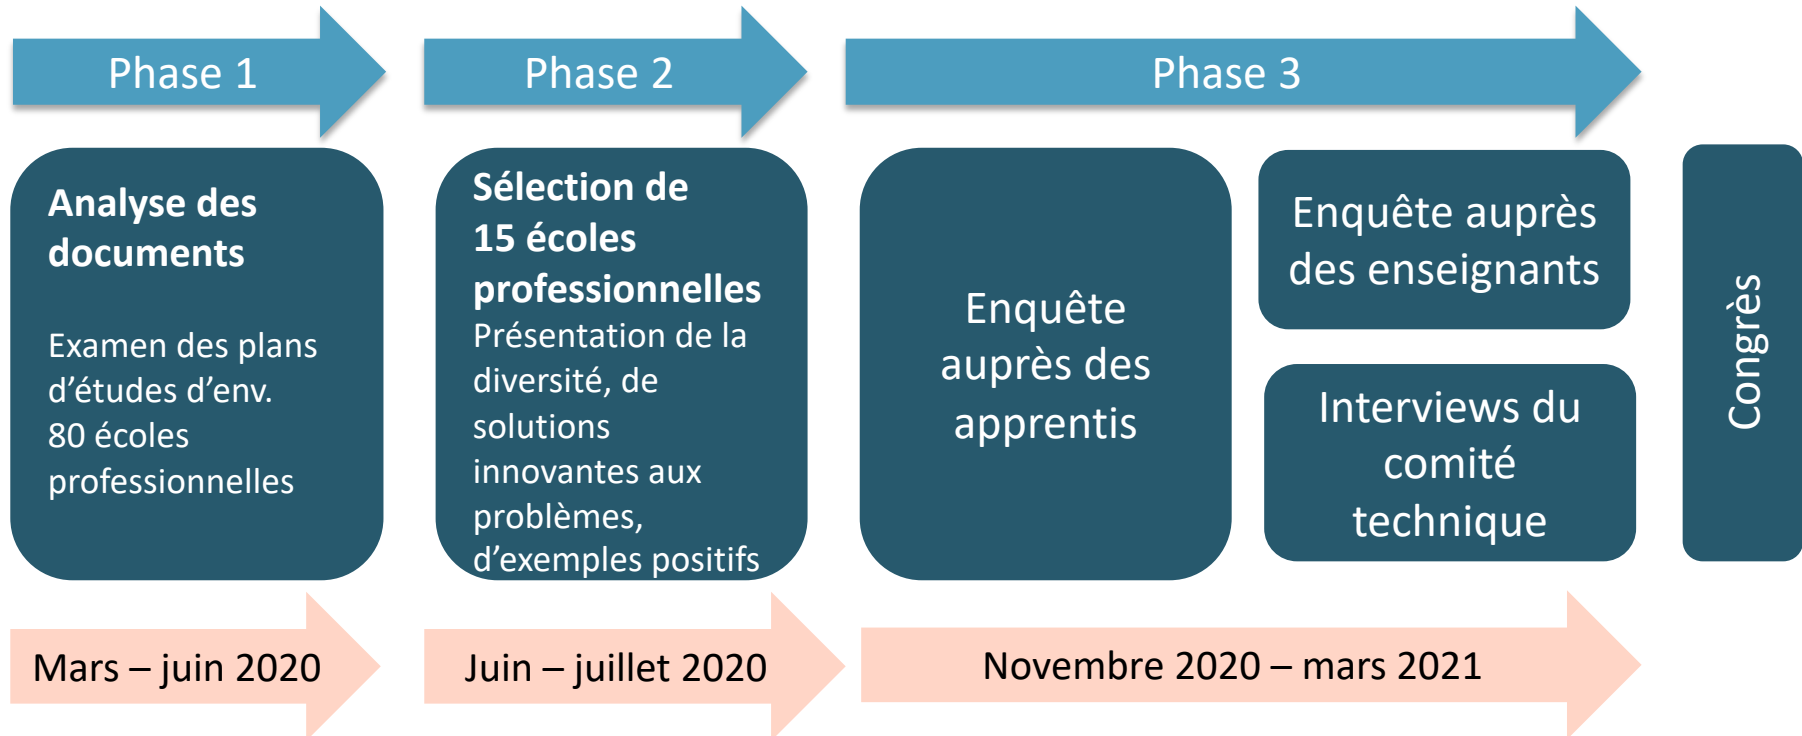 Phase 1
Phase 2
Phase 3
Analyse des
documents
Examen des plans
d’études d’env.
80 écoles
professionnelles
Sélection de
15 écoles
professionnelles
Présentation de la
diversité, de
solutions
innovantes aux
problèmes,
d’exemples positifs
Enquête
auprès des
apprentis
Enquête auprès
des enseignants
Interviews du
comité
technique
Congrès
Mars – juin 2020
Juin – juillet 2020
Novembre 2020 – mars 2021